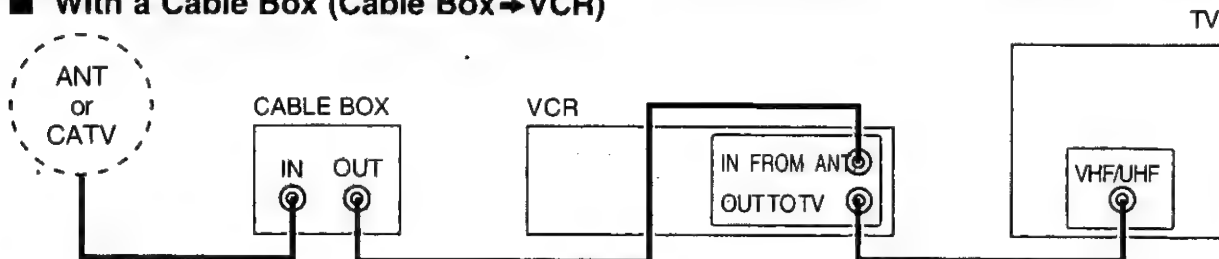 ■ With a Cable Box (Cable Box➔VCR)
TV
ANT
or
CATV
CABLE BOX
IN OUT
VCR
IN FROM ANT
OUT TO TV
VHF/UHF